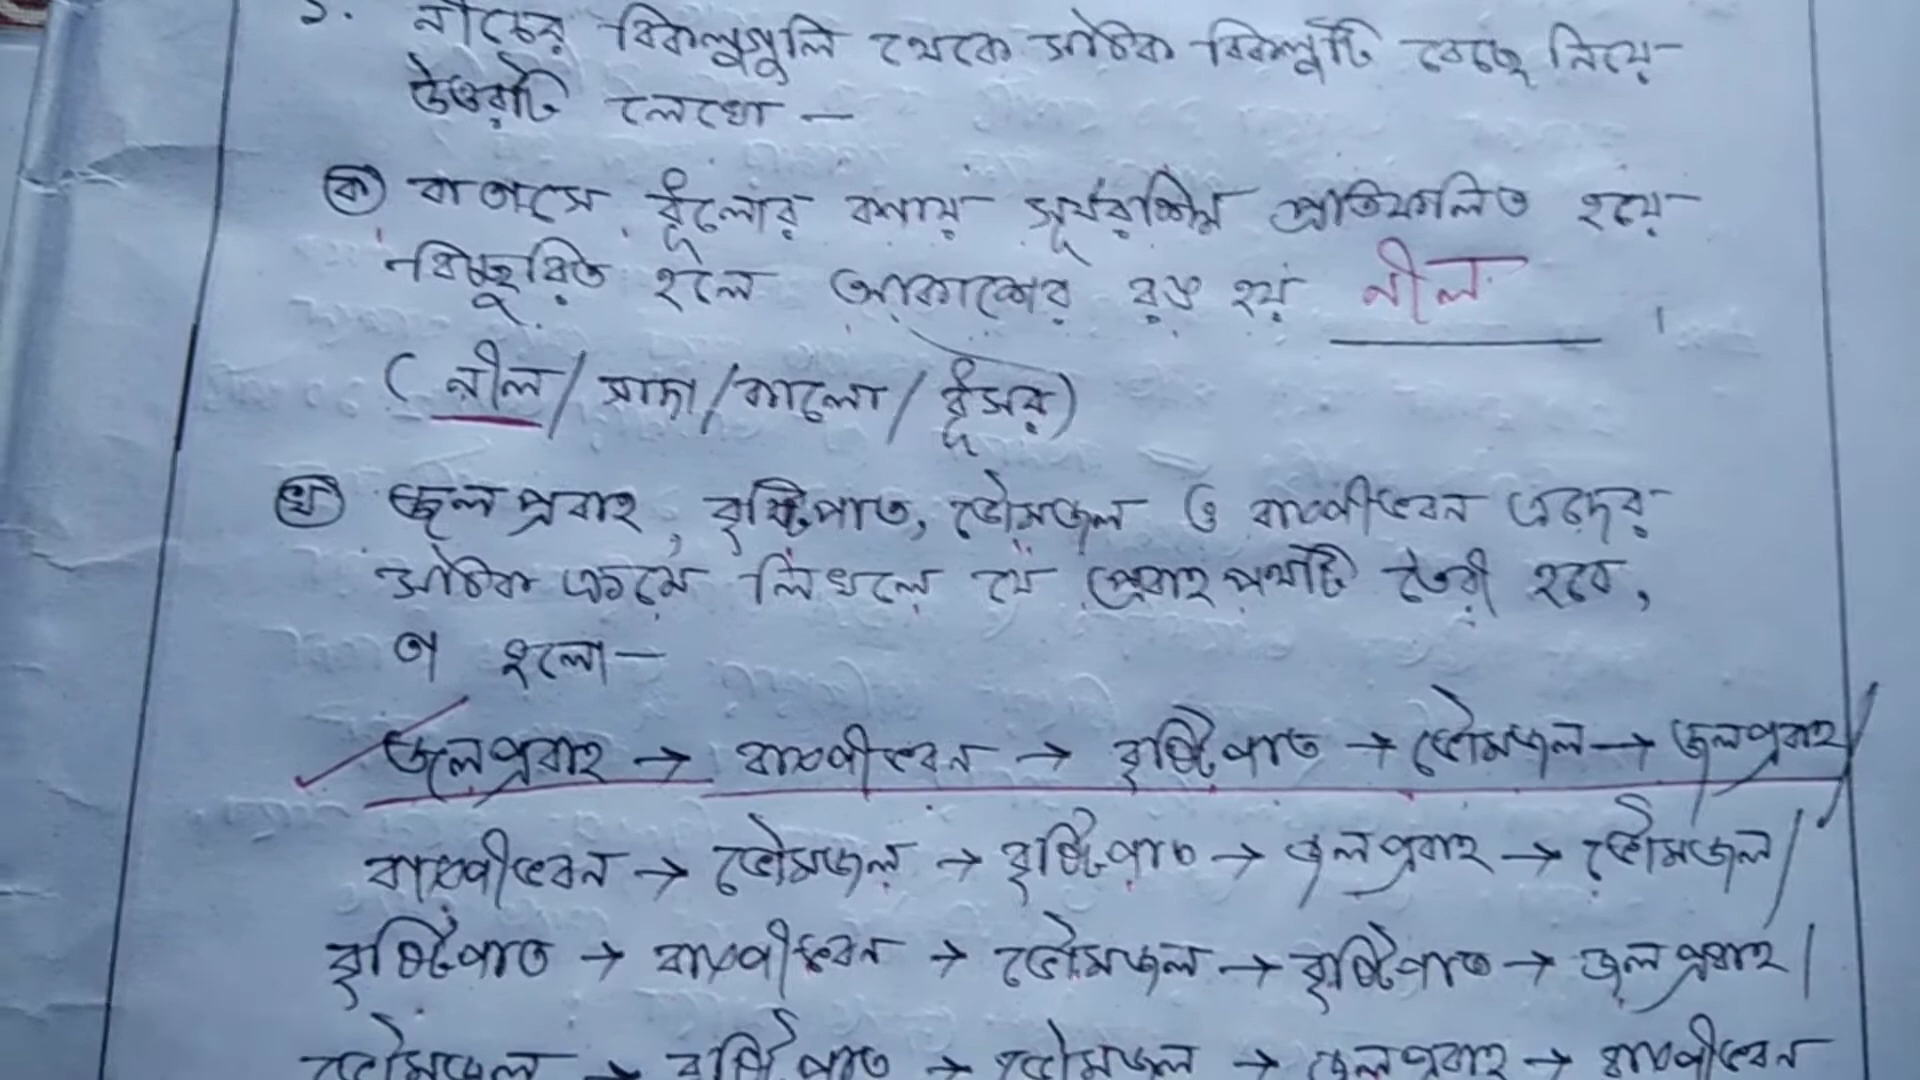 ১. নীচের বিকল্পগুলি থেকে সঠিক বিকল্পটি বেছে নিয়ে
উত্তরটি লেখো –
ক বাতাসে ধূলোর কনায় সূর্যরশ্মি প্রতিফলিত হয়ে
বিচ্ছুরিত হলে আকাশের রঙ হয় নীল ।
( নীল / সাদা / কালো / ধূসর )
খ জলপ্রবাহ, বৃষ্টিপাত, ভৌমজল ও বাষ্পীভবন এদের
সঠিক ক্রমে লিখলে যে প্রবাহ পথটি তৈরী হবে,
তা হলো –
জলপ্রবাহ → বাষ্পীভবন → বৃষ্টিপাত → ভৌমজল → জলপ্রবাহ /
বাষ্পীভবন → ভৌমজল → বৃষ্টিপাত → জলপ্রবাহ → ভৌমজল /
বৃষ্টিপাত → বাষ্পীভবন → ভৌমজল → বৃষ্টিপাত → জলপ্রবাহ /
ভৌমজল → বৃষ্টিপাত → ভৌমজল → জলপ্রবাহ → বাষ্পীভবন